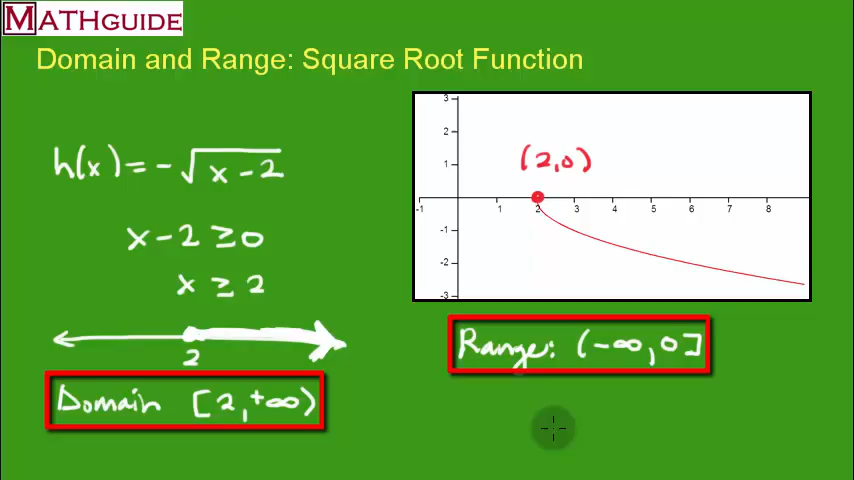 MATHGUIDE
Domain and Range: Square Root Function
h(x) = -√x-2
x-2 ≥ 0
x ≥ 2
2
Domain [2,+∞)
3
2
1
(2,0)
-1 1 2 3 4 5 6 7 8
-1
-2
-3
Range: (-∞,0]